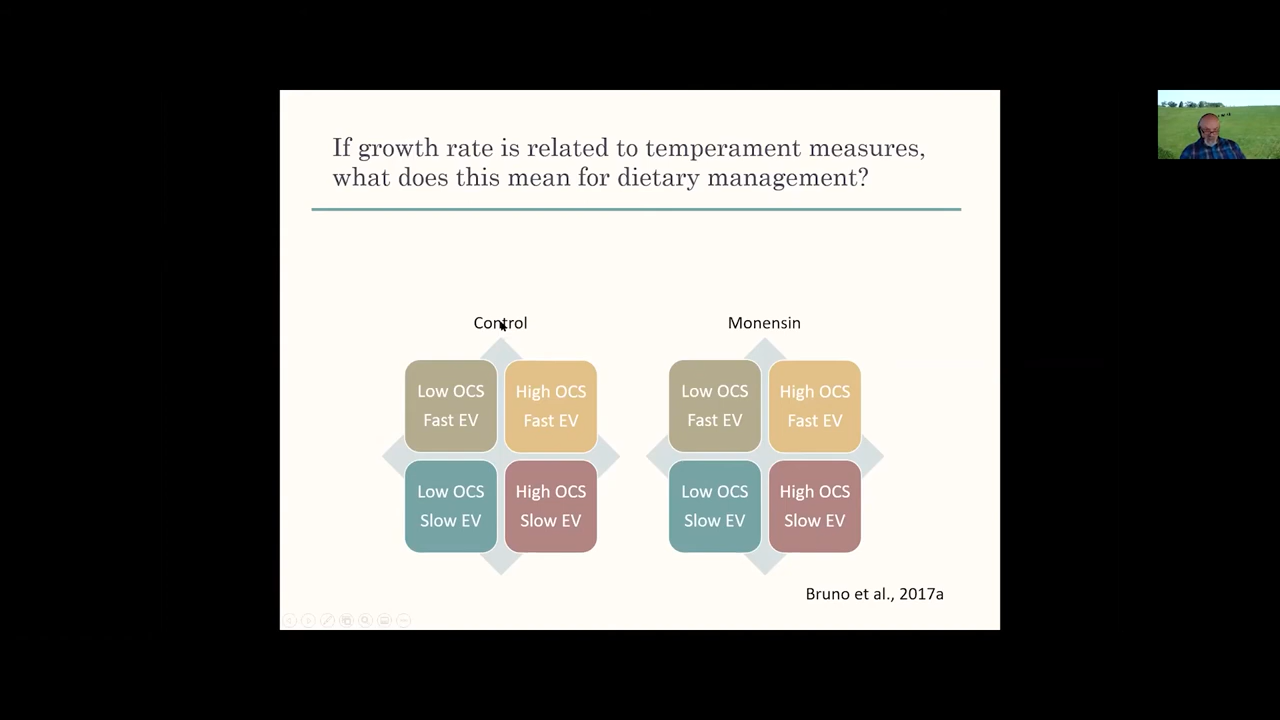 If growth rate is related to temperament measures,
what does this mean for dietary management?
Control
Low OCS
Fast EV
High OCS
Fast EV
Low OCS
Slow EV
High OCS
Slow EV
Monensin
Low OCS
Fast EV
High OCS
Fast EV
Low OCS
Slow EV
High OCS
Slow EV
Bruno et al., 2017a